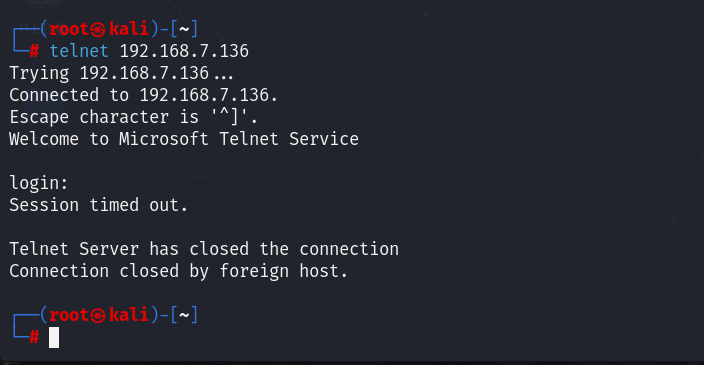 ┌──(root㉿kali)-[~]
└─# telnet 192.168.7.136
Trying 192.168.7.136...
Connected to 192.168.7.136.
Escape character is '^]'.
Welcome to Microsoft Telnet Service
login:
Session timed out.
Telnet Server has closed the connection
Connection closed by foreign host.
┌──(root㉿kali)-[~]
└─#